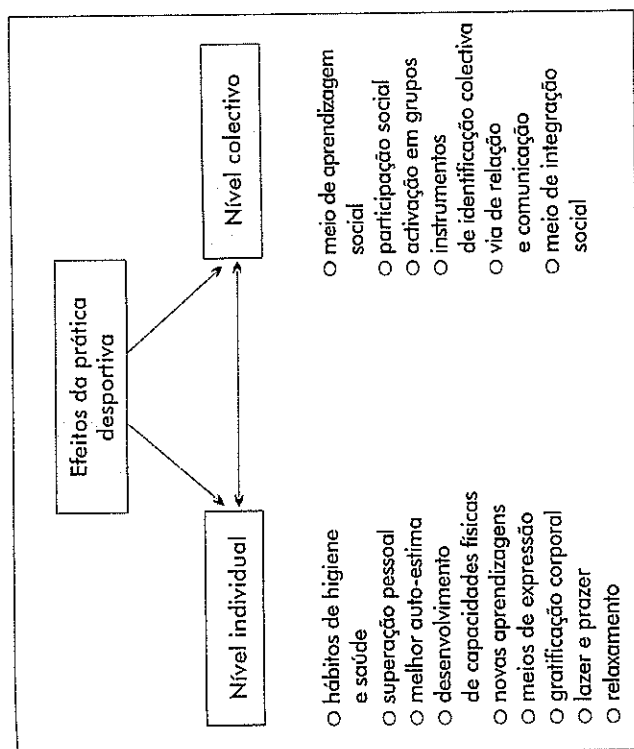 Efeitos da prática
desportiva
Nível individual
Nível colectivo
○ hábitos de higiene
e saúde
○ superação pessoal
○ melhor auto-estima
○ desenvolvimento
de capacidades físicas
○ novas aprendizagens
○ meios de expressão
○ gratificação corporal
○ lazer e prazer
○ relaxamento
○ meio de aprendizagem
social
○ participação social
○ activação em grupos
○ instrumentos
de identificação colectiva
○ via de relação
e comunicação
○ meio de integração
social